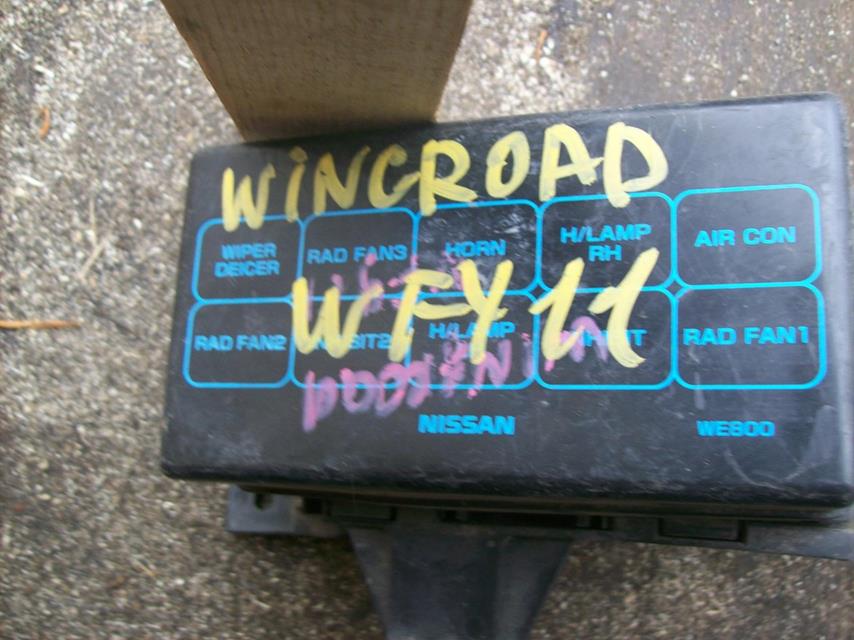 WINGROAD
WIPER DEICER
RAD FAN3
HORN
H/LAMP RH
AIR CON
WFY11
RAD FAN2
H/LAMP
RAD FAN1
NISSAN
WE800